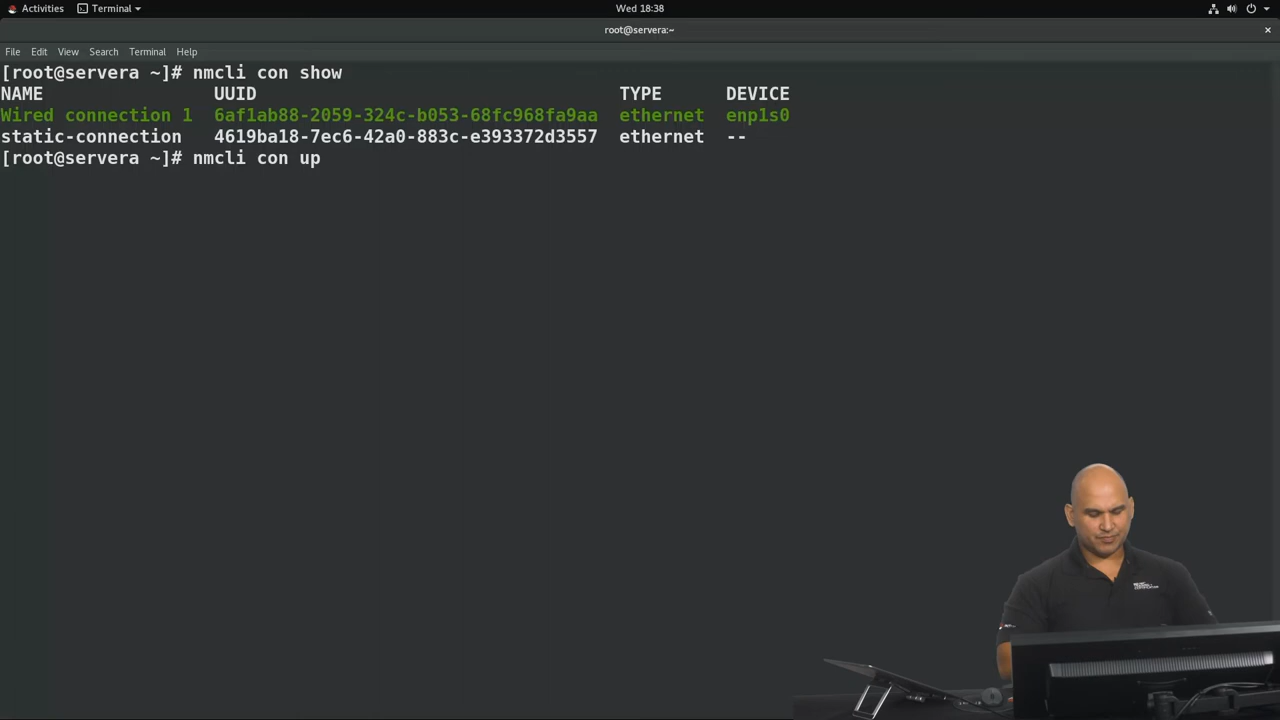 Activities Terminal Wed 18:38
root@servera:~
File Edit View Search Terminal Help
[root@servera ~]# nmcli con show
NAME UUID TYPE DEVICE
Wired connection 1 6af1ab88-2059-324c-b053-68fc968fa9aa ethernet enp1s0
static-connection 4619ba18-7ec6-42a0-883c-e393372d3557 ethernet --
[root@servera ~]# nmcli con up